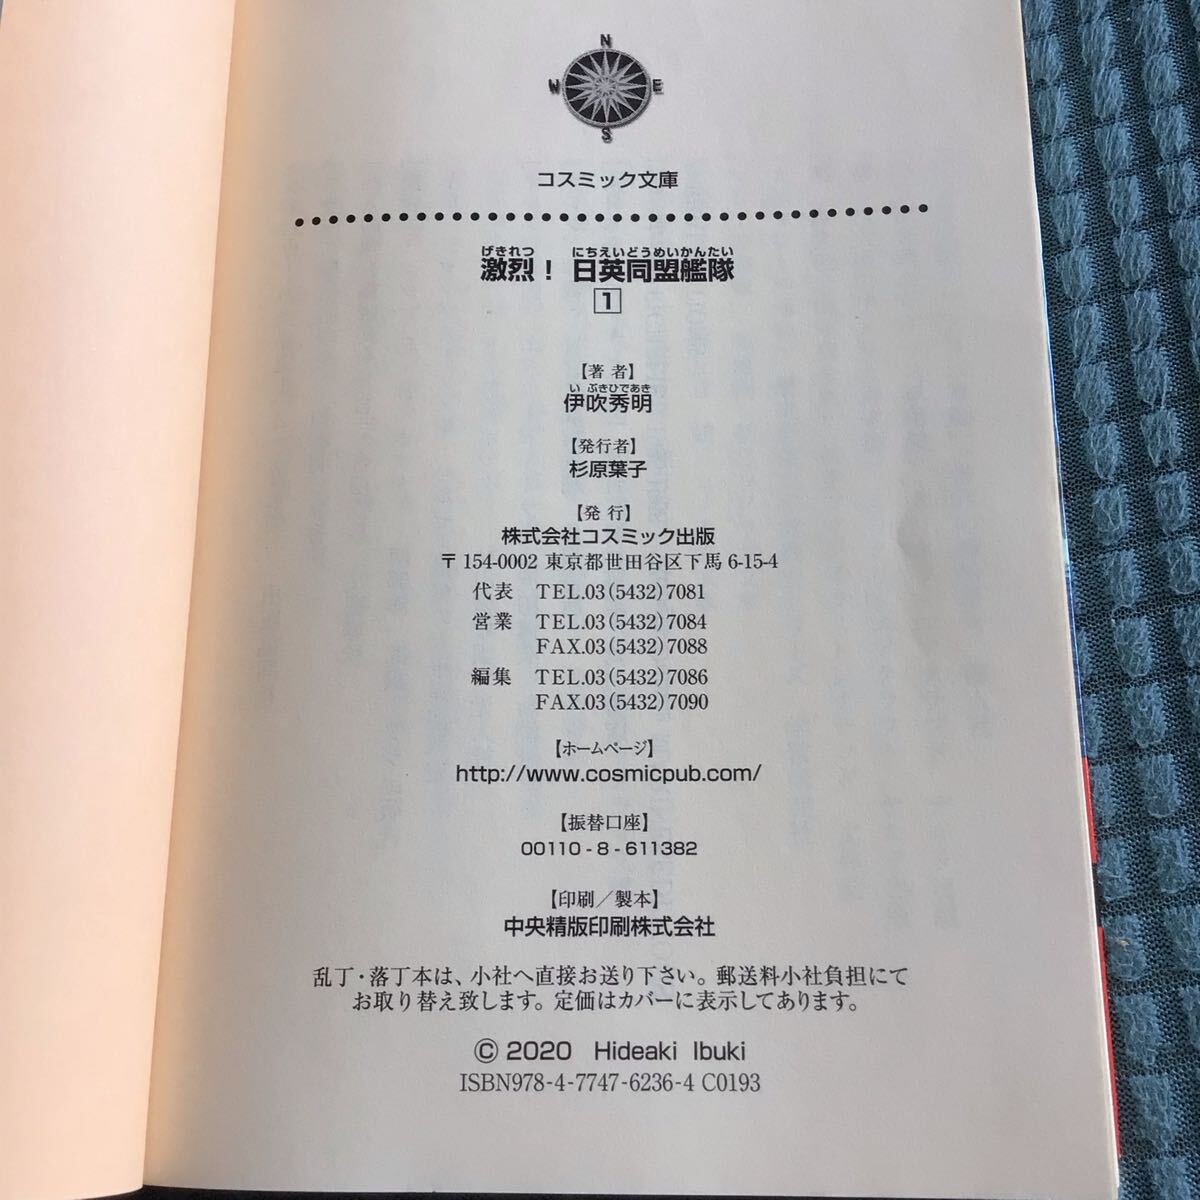 N
W E
S
コスミック文庫
げきれつ にちえいどうめいかんたい
激烈！ 日英同盟艦隊
1
【著 者】
い ぶきひであき
伊吹秀明
【発行者】
杉原葉子
【発 行】
株式会社コスミック出版
〒154-0002 東京都世田谷区下馬 6-15-4
代表 TEL.03(5432)7081
営業 TEL.03(5432)7084
FAX.03(5432)7088
編集 TEL.03(5432)7086
FAX.03(5432)7090
【ホームページ】
http://www.cosmicpub.com/
【振替口座】
00110-8-611382
【印刷／製本】
中央精版印刷株式会社
乱丁・落丁本は、小社へ直接お送り下さい。郵送料小社負担にて
お取り替え致します。定価はカバーに表示してあります。
© 2020 Hideaki Ibuki
ISBN978-4-7747-6236-4 C0193